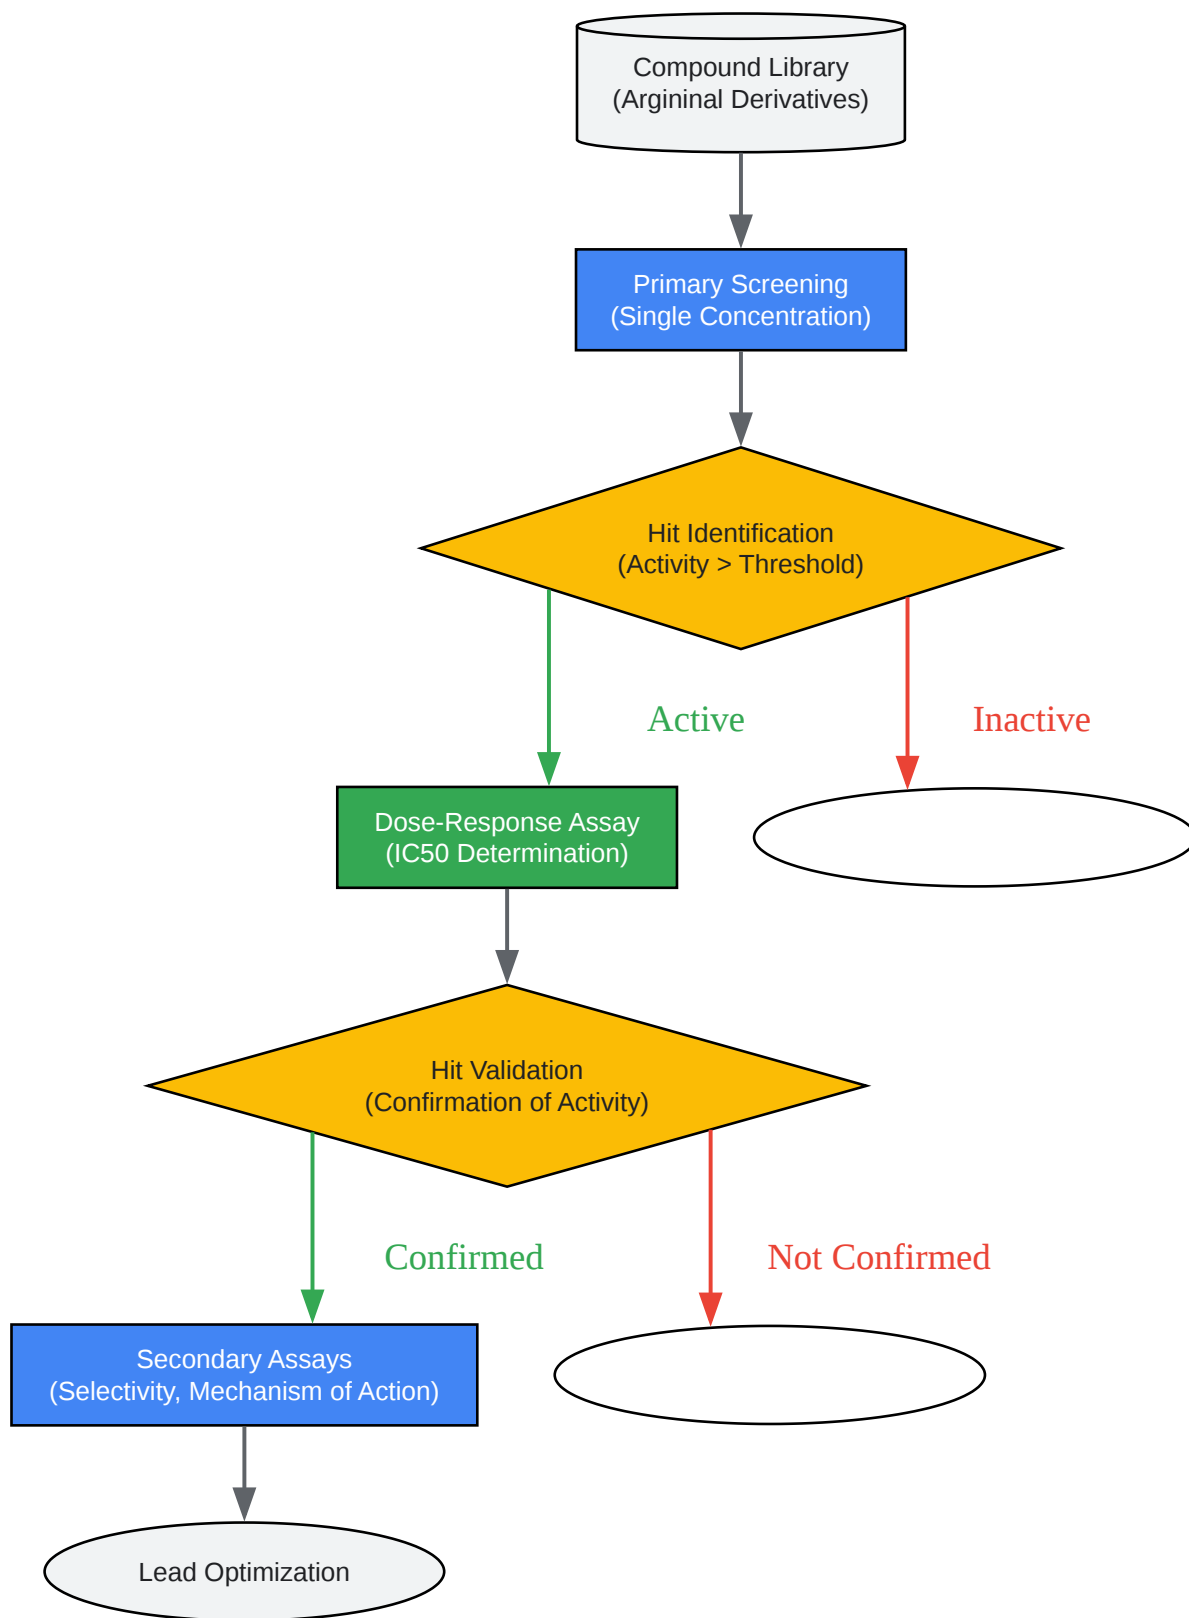 Compound Library
(Argininal Derivatives)
Primary Screening
(Single Concentration)
Hit Identification
(Activity > Threshold)
Active
Inactive
Dose-Response Assay
(IC50 Determination)
Hit Validation
(Confirmation of Activity)
Confirmed
Not Confirmed
Secondary Assays
(Selectivity, Mechanism of Action)
Lead Optimization